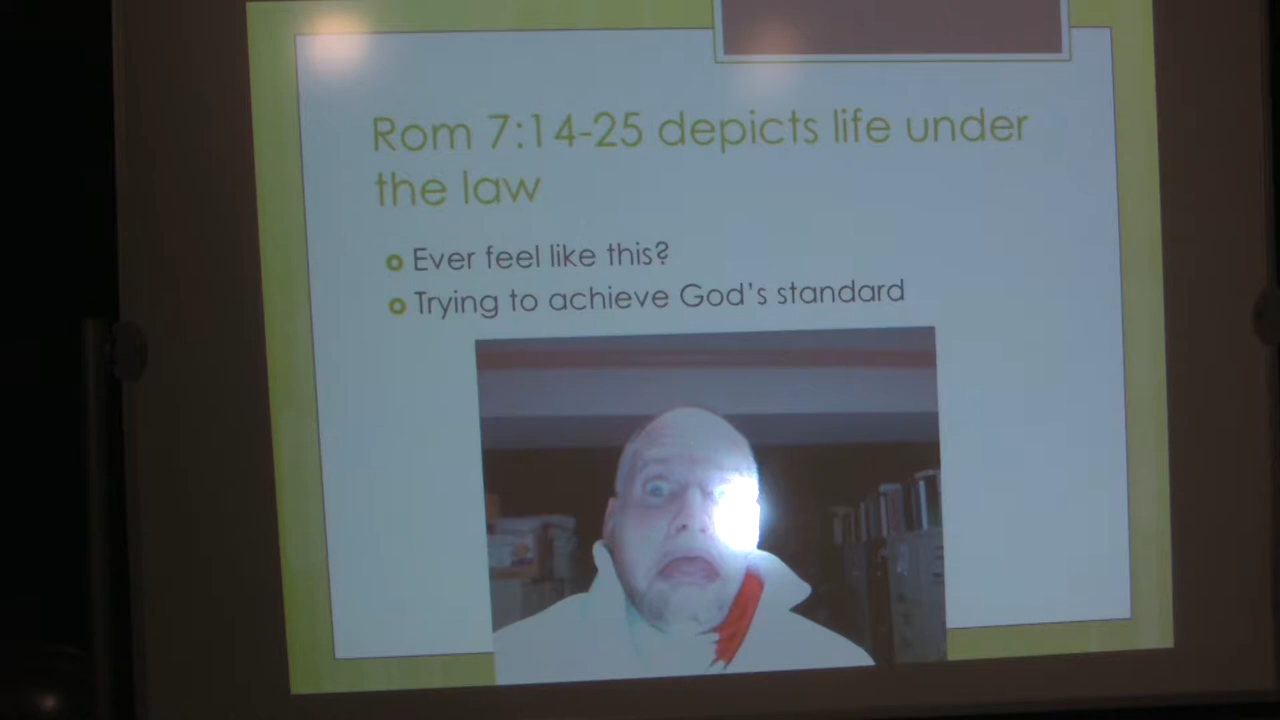 Rom 7:14-25 depicts life under
the law
Ever feel like this?
Trying to achieve God's standard